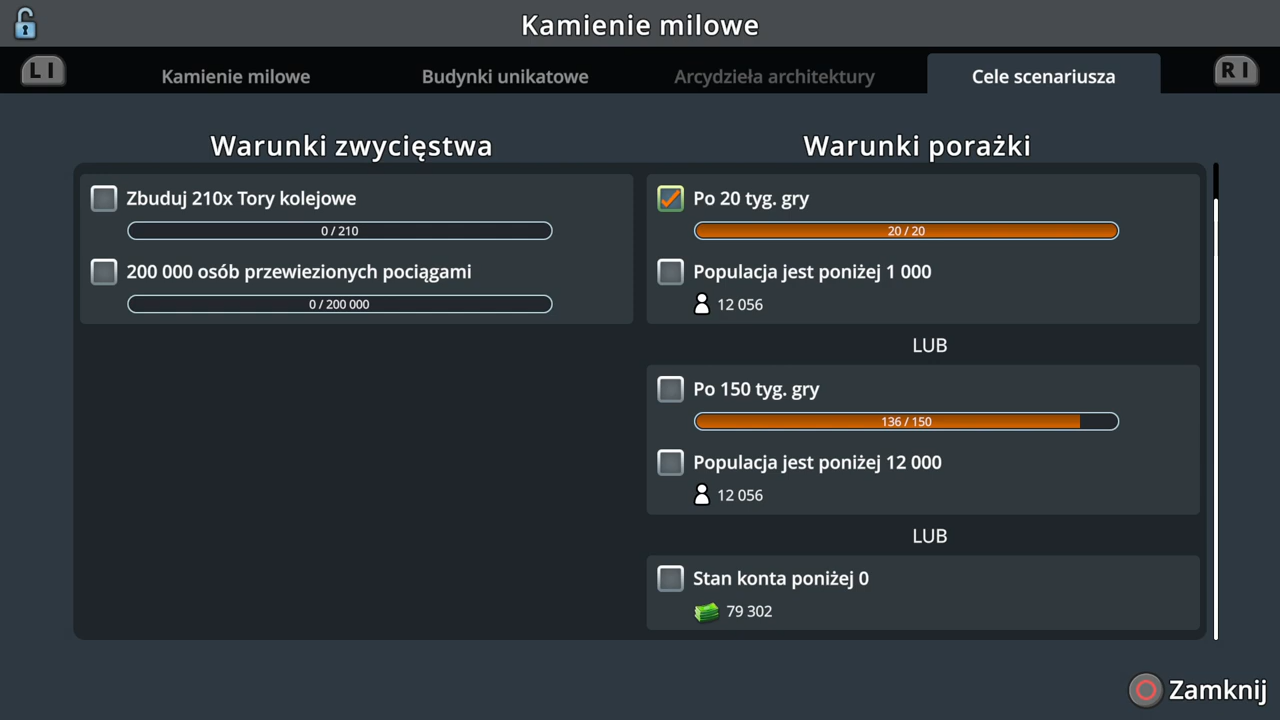 Kamienie milowe
L1
Kamienie milowe
Budynki unikatowe
Arcydzieła architektury
Cele scenariusza
R1
Warunki zwycięstwa
Zbuduj 210x Tory kolejowe
0 / 210
200 000 osób przewiezionych pociągami
0 / 200 000
Warunki porażki
Po 20 tyg. gry
20 / 20
Populacja jest poniżej 1 000
12 056
LUB
Po 150 tyg. gry
136 / 150
Populacja jest poniżej 12 000
12 056
LUB
Stan konta poniżej 0
79 302
Zamknij